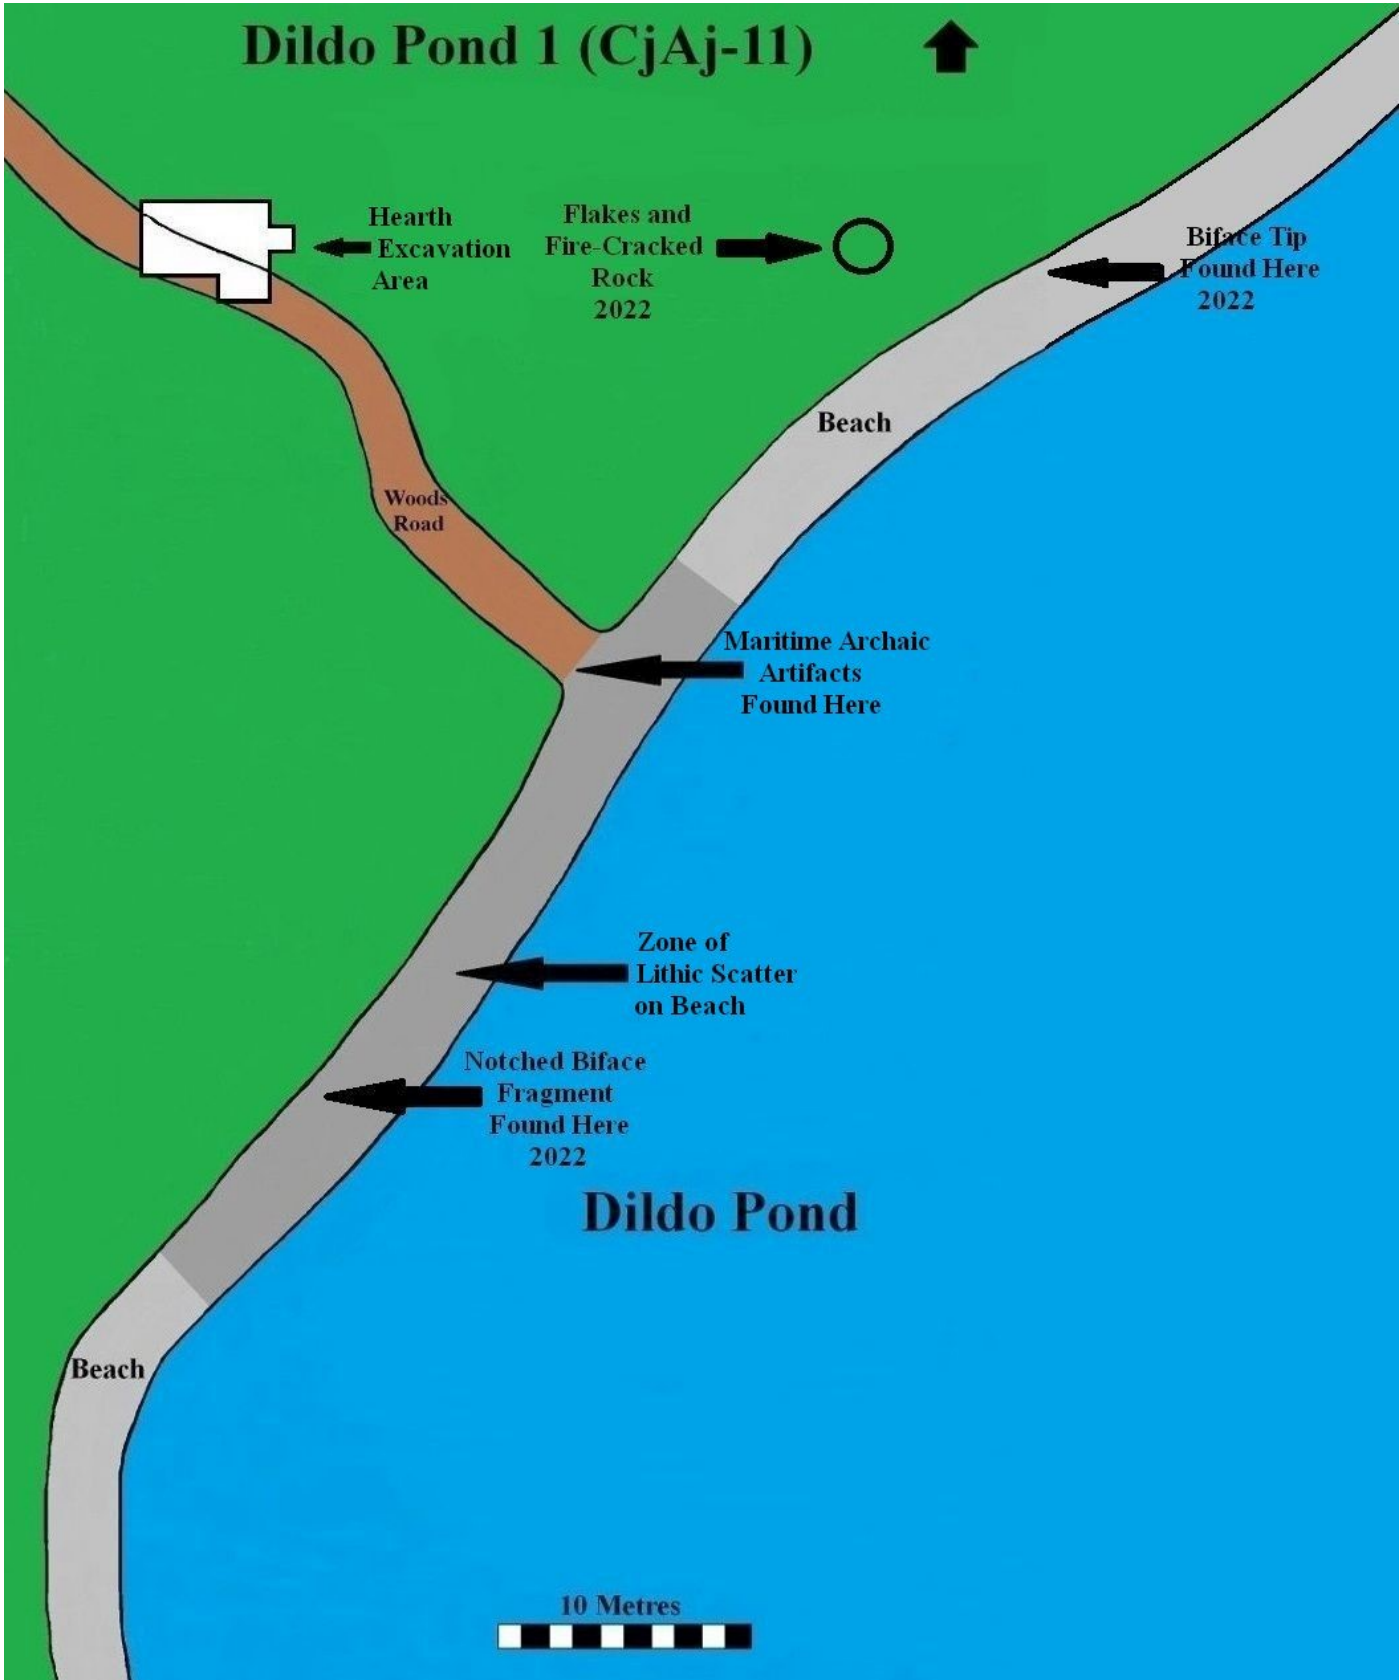 Dildo Pond 1 (CjAj-11)
Hearth
Excavation
Area
Flakes and
Fire-Cracked
Rock
2022
Biface Tip
Found Here
2022
Beach
Woods
Road
Maritime Archaic
Artifacts
Found Here
Zone of
Lithic Scatter
on Beach
Notched Biface
Fragment
Found Here
2022
Dildo Pond
Beach
10 Metres